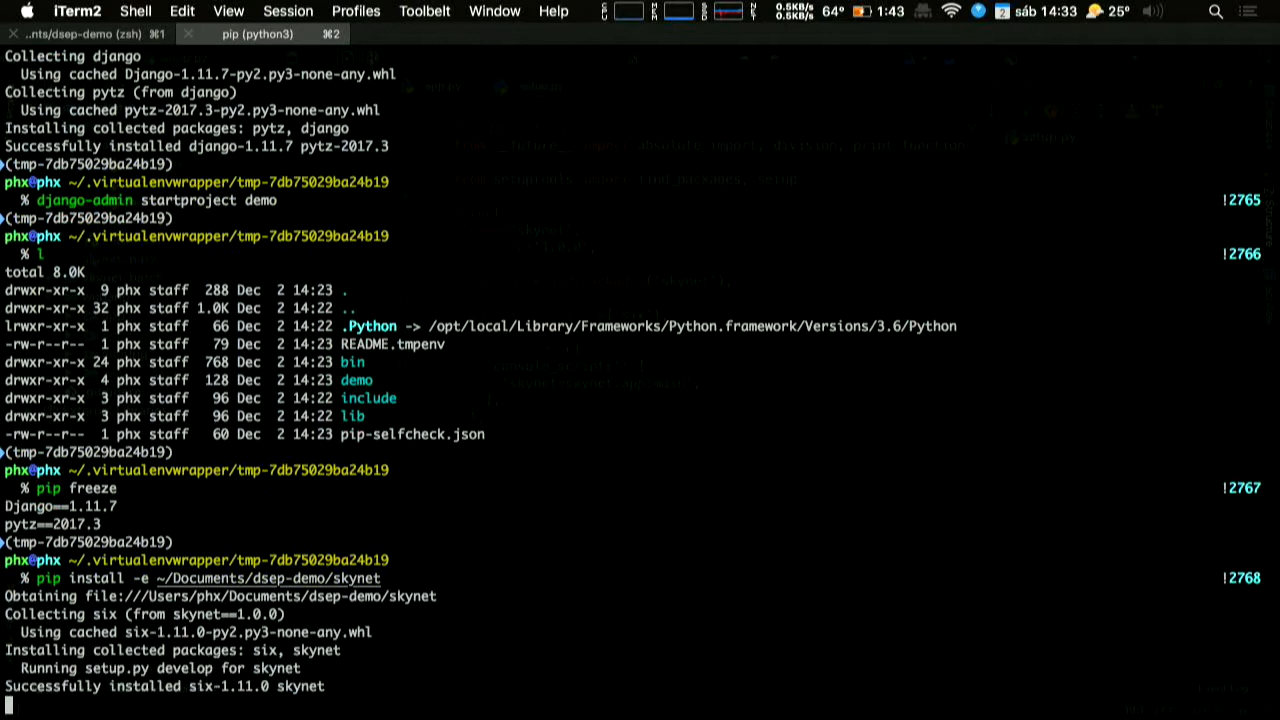 iTerm2 Shell Edit View Session Profiles Toolbelt Window Help 0.5KB/s 0.5KB/s 64° 1:43 2 sáb 14:33 25°
..nts/dsep-demo (zsh) ⌘1 pip (python3) ⌘2
Collecting django
Using cached Django-1.11.7-py2.py3-none-any.whl
Collecting pytz (from django)
Using cached pytz-2017.3-py2.py3-none-any.whl
Installing collected packages: pytz, django
Successfully installed django-1.11.7 pytz-2017.3
(tmp-7db75029ba24b19)
phx@phx ~/.virtualenvwrapper/tmp-7db75029ba24b19
% django-admin startproject demo !2765
(tmp-7db75029ba24b19)
phx@phx ~/.virtualenvwrapper/tmp-7db75029ba24b19
% l !2766
total 8.0K
drwxr-xr-x 9 phx staff 288 Dec 2 14:23 .
drwxr-xr-x 32 phx staff 1.0K Dec 2 14:22 ..
lrwxr-xr-x 1 phx staff 66 Dec 2 14:22 .Python -> /opt/local/Library/Frameworks/Python.framework/Versions/3.6/Python
-rw-r--r-- 1 phx staff 79 Dec 2 14:23 README.tmpenv
drwxr-xr-x 24 phx staff 768 Dec 2 14:23 bin
drwxr-xr-x 4 phx staff 128 Dec 2 14:23 demo
drwxr-xr-x 3 phx staff 96 Dec 2 14:22 include
drwxr-xr-x 3 phx staff 96 Dec 2 14:22 lib
-rw-r--r-- 1 phx staff 60 Dec 2 14:23 pip-selfcheck.json
(tmp-7db75029ba24b19)
phx@phx ~/.virtualenvwrapper/tmp-7db75029ba24b19
% pip freeze !2767
Django==1.11.7
pytz==2017.3
(tmp-7db75029ba24b19)
phx@phx ~/.virtualenvwrapper/tmp-7db75029ba24b19
% pip install -e ~/Documents/dsep-demo/skynet !2768
Obtaining file:///Users/phx/Documents/dsep-demo/skynet
Collecting six (from skynet==1.0.0)
Using cached six-1.11.0-py2.py3-none-any.whl
Installing collected packages: six, skynet
Running setup.py develop for skynet
Successfully installed six-1.11.0 skynet